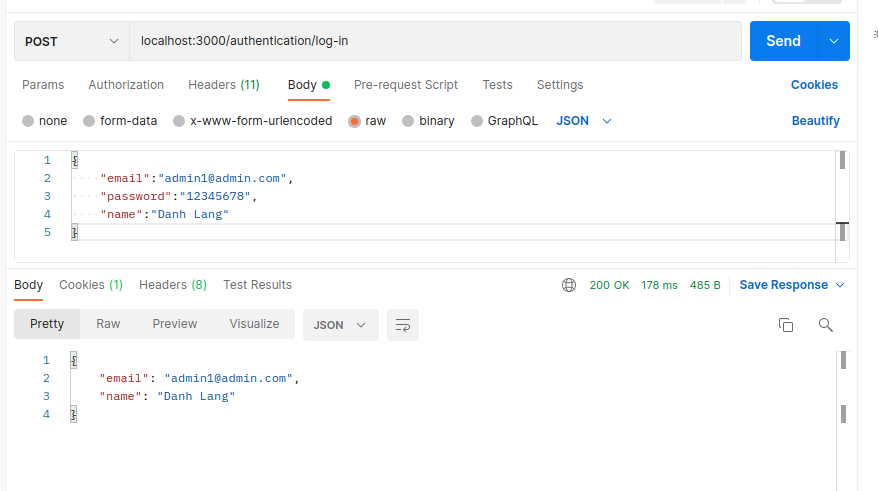 POST localhost:3000/authentication/log-in Send
Params Authorization Headers (11) Body Pre-request Script Tests Settings Cookies
none form-data x-www-form-urlencoded raw binary GraphQL JSON Beautify
1 {
2 "email":"admin1@admin.com",
3 "password":"12345678",
4 "name":"Danh Lang"
5 }
Body Cookies (1) Headers (8) Test Results 200 OK 178 ms 485 B Save Response
Pretty Raw Preview Visualize JSON
1 {
2 "email": "admin1@admin.com",
3 "name": "Danh Lang"
4 }